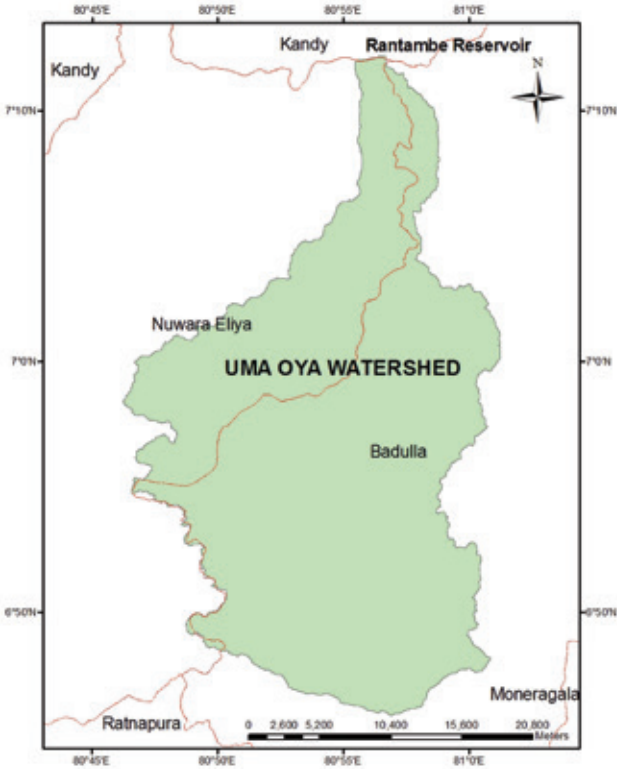 80°45'E 80°50'E 80°55'E 81°0'E
Kandy Rantambe Reservoir
Kandy
N
7°10'N 7°10'N
Nuwara Eliya
7°0'N 7°0'N
UMA OYA WATERSHED
Badulla
6°50'N 6°50'N
Moneragala
Ratnapura
0 2,600 5,200 10,400 15,600 20,800
Meters
80°45'E 80°50'E 80°55'E 81°0'E